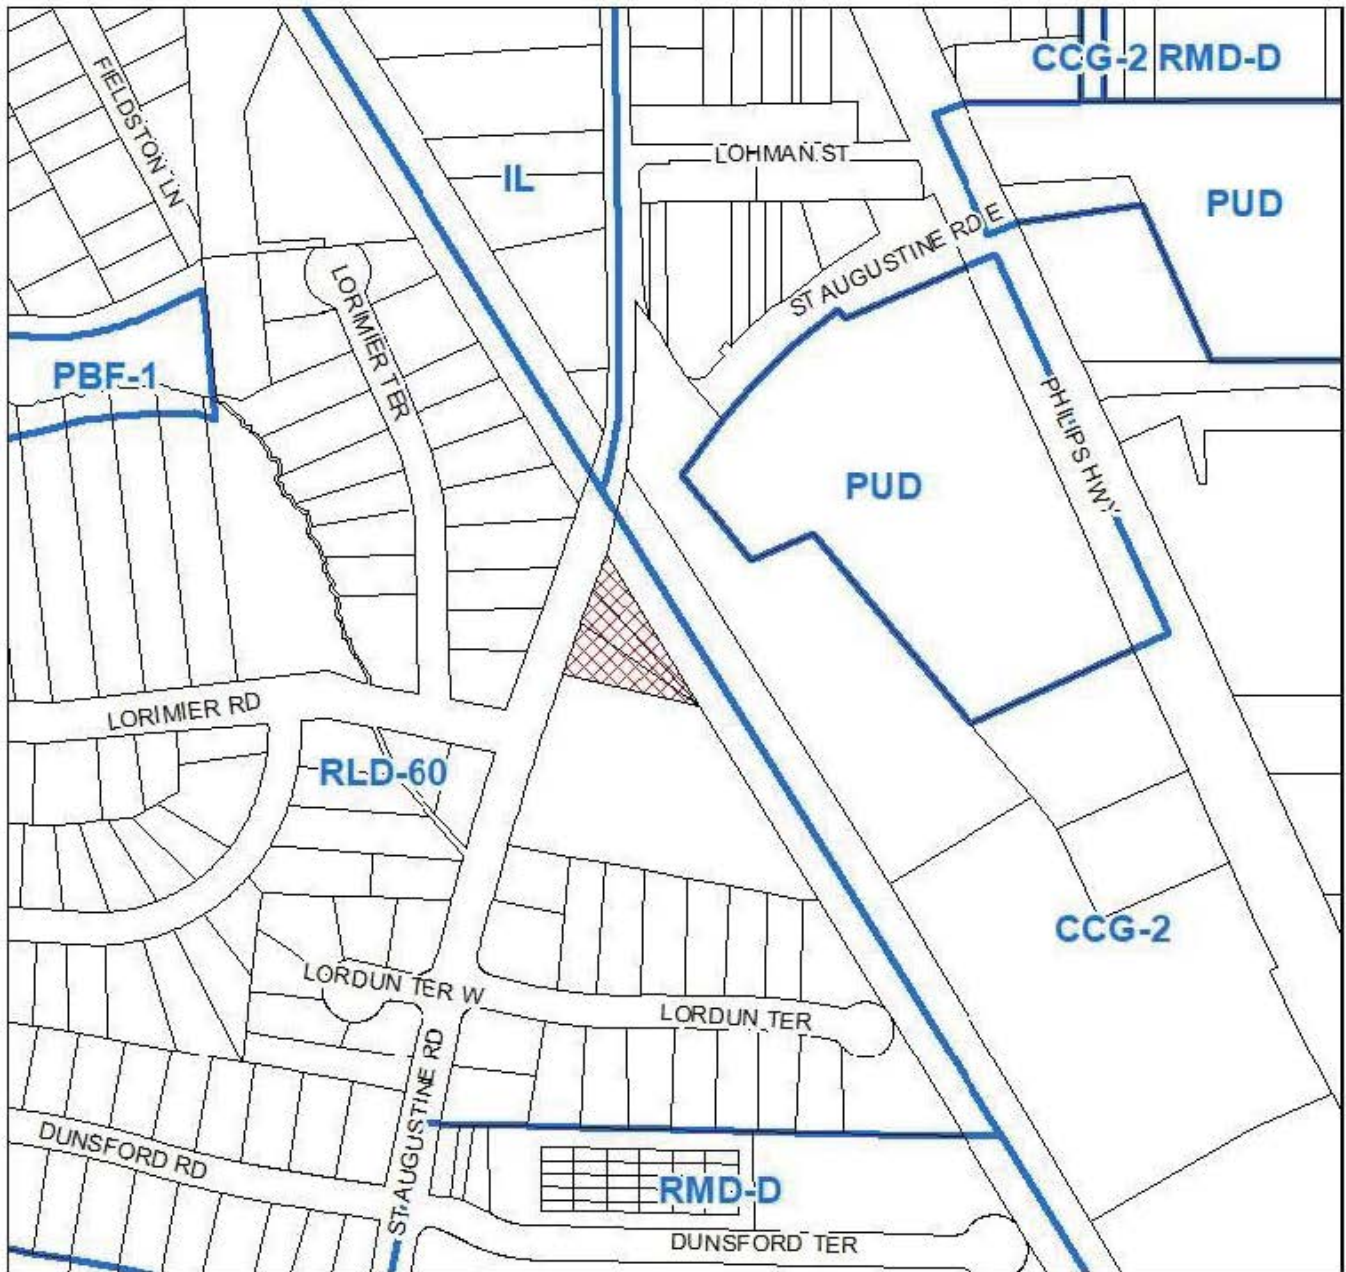 CCG-2 RMD-D
FIELDSTON LN
LOHMAN ST
IL
PUD
ST AUGUSTINE RD E
LORIMIER TER
PBF-1
PHILIPS HWY
PUD
LORIMIER RD
RLD-60
CCG-2
LORDUN TER W
LORDUN TER
ST AUGUSTINE RD
DUNSFORD RD
RMD-D
DUNSFORD TER